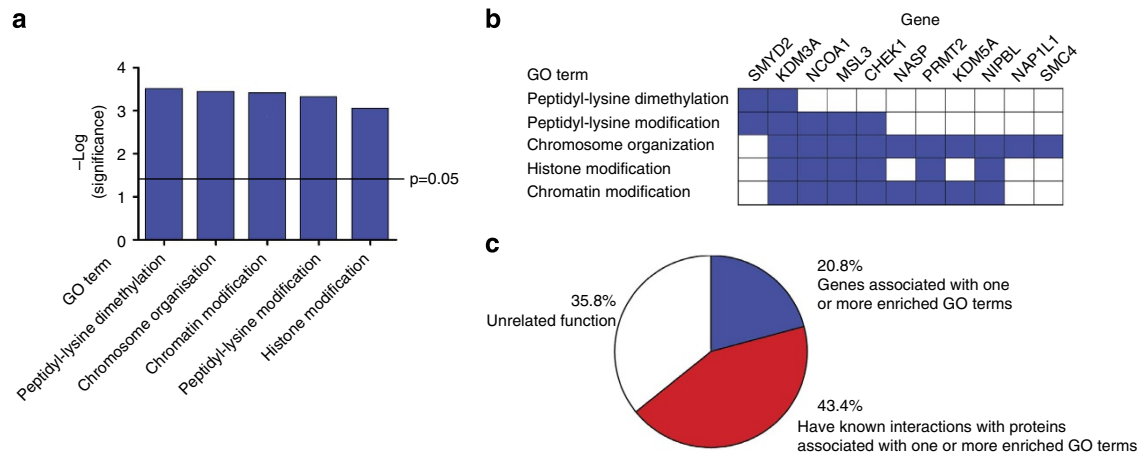 a
4
3
2
1
0
–Log
(significance)
p=0.05
GO term
Peptidyl-lysine dimethylation
Chromosome organisation
Chromatin modification
Peptidyl-lysine modification
Histone modification
b
Gene
GO term
SMYD2
KDM3A
NCOA1
MSL3
CHEK1
NASP
PRMT2
KDM5A
NIPBL
NAP1L1
SMC4
Peptidyl-lysine dimethylation
Peptidyl-lysine modification
Chromosome organization
Histone modification
Chromatin modification
c
35.8%
Unrelated function
20.8%
Genes associated with one
or more enriched GO terms
43.4%
Have known interactions with proteins
associated with one or more enriched GO terms